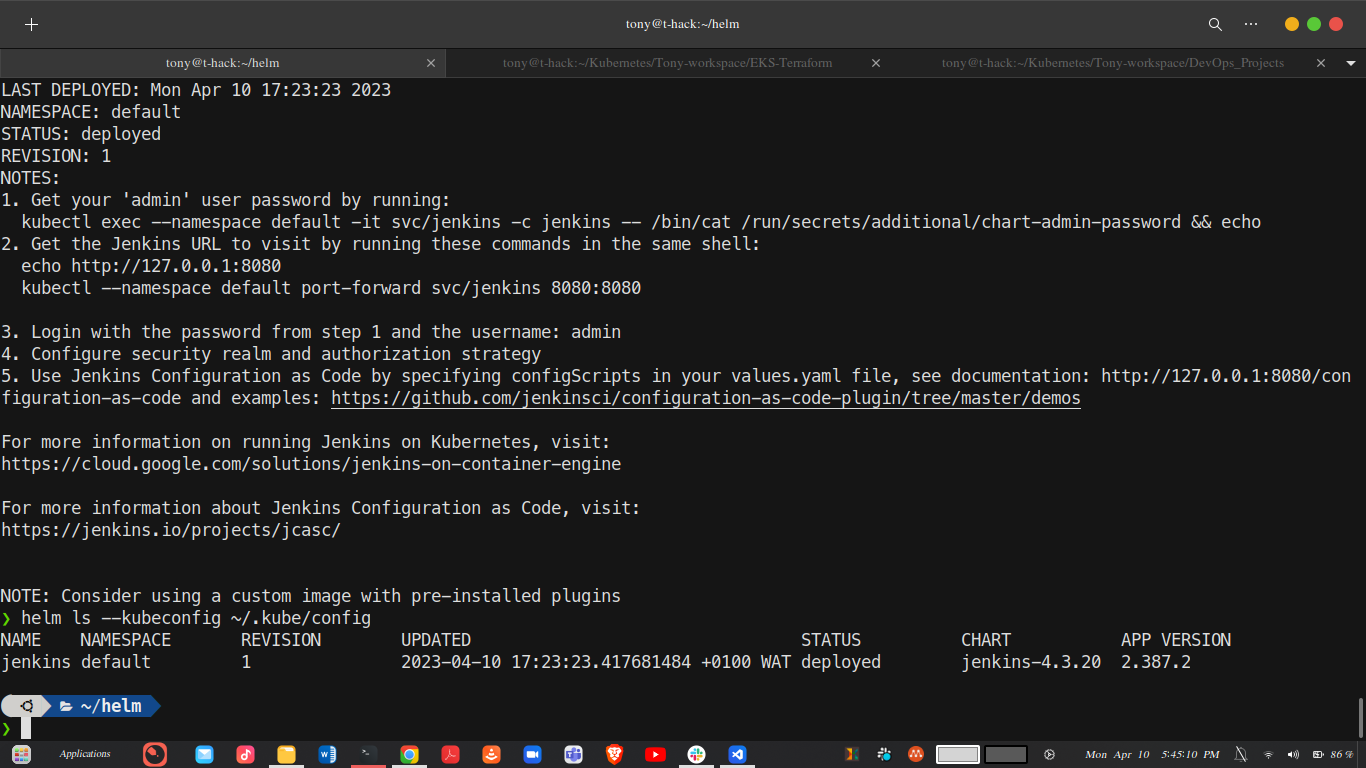 tony@t-hack:~/helm
tony@t-hack:~/helm
tony@t-hack:~/Kubernetes/Tony-workspace/EKS-Terraform
tony@t-hack:~/Kubernetes/Tony-workspace/DevOps_Projects
LAST DEPLOYED: Mon Apr 10 17:23:23 2023
NAMESPACE: default
STATUS: deployed
REVISION: 1
NOTES:
1. Get your 'admin' user password by running:
  kubectl exec --namespace default -it svc/jenkins -c jenkins -- /bin/cat /run/secrets/additional/chart-admin-password && echo
2. Get the Jenkins URL to visit by running these commands in the same shell:
  echo http://127.0.0.1:8080
  kubectl --namespace default port-forward svc/jenkins 8080:8080
3. Login with the password from step 1 and the username: admin
4. Configure security realm and authorization strategy
5. Use Jenkins Configuration as Code by specifying configScripts in your values.yaml file, see documentation: http://127.0.0.1:8080/con
figuration-as-code and examples: https://github.com/jenkinsci/configuration-as-code-plugin/tree/master/demos
For more information on running Jenkins on Kubernetes, visit:
https://cloud.google.com/solutions/jenkins-on-container-engine
For more information about Jenkins Configuration as Code, visit:
https://jenkins.io/projects/jcasc/
NOTE: Consider using a custom image with pre-installed plugins
❯ helm ls --kubeconfig ~/.kube/config
NAME    NAMESPACE       REVISION        UPDATED                                 STATUS          CHART           APP VERSION
jenkins default         1               2023-04-10 17:23:23.417681484 +0100 WAT deployed        jenkins-4.3.20  2.387.2
~/helm
❯
Applications
Mon Apr 10 5:45:10 PM
86 %